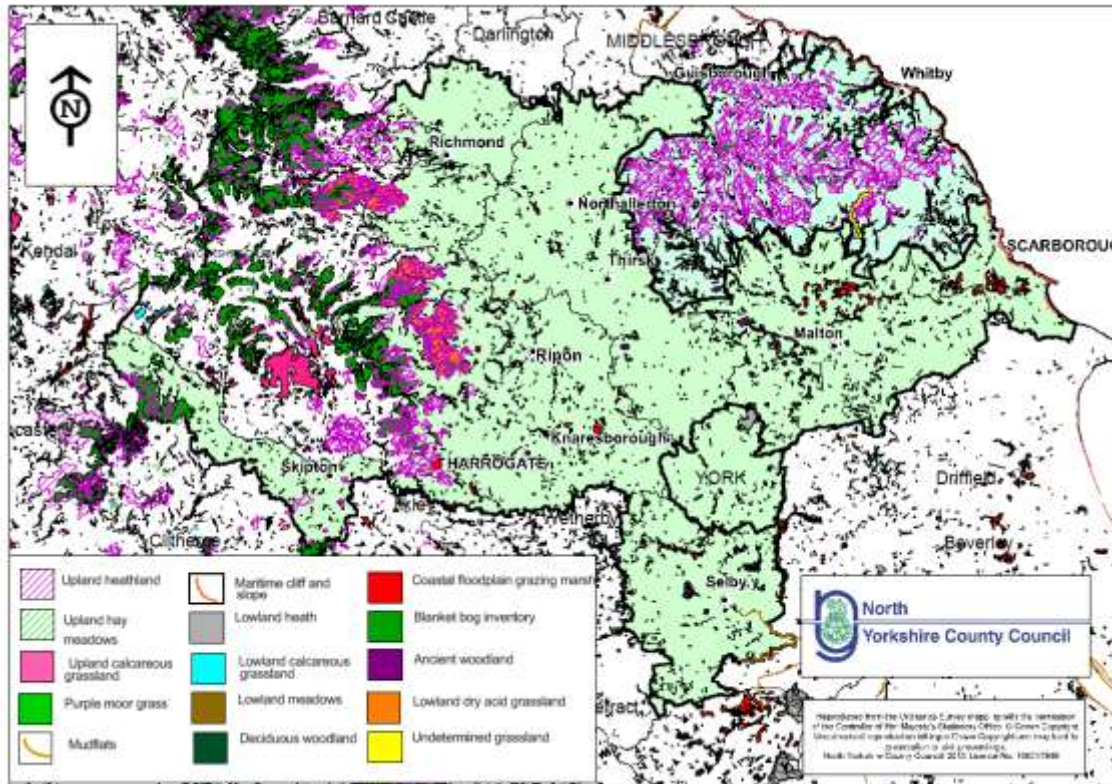 Barnard Castle
Darlington
MIDDLESBROUGH
Guisborough
Whitby
N
Richmond
Northallerton
Kendal
Thirsk
SCARBOROU
Malton
Ripon
Knaresborough
HARROGATE
Skipton
YORK
Driffield
Wetherby
Clitheroe
Beverley
Selby.y
Upland heathland
Upland hay
meadows
Upland calcareous
grassland
Purple moor grass
Mudflats
Maritime cliff and
slope
Lowland heath
Lowland calcareous
grassland
Lowland meadows
Deciduous woodland
Coastal floodplain grazing marsh
Blanket bog inventory
Ancient woodland
Lowland dry acid grassland
Undetermined grassland
North
Yorkshire County Council